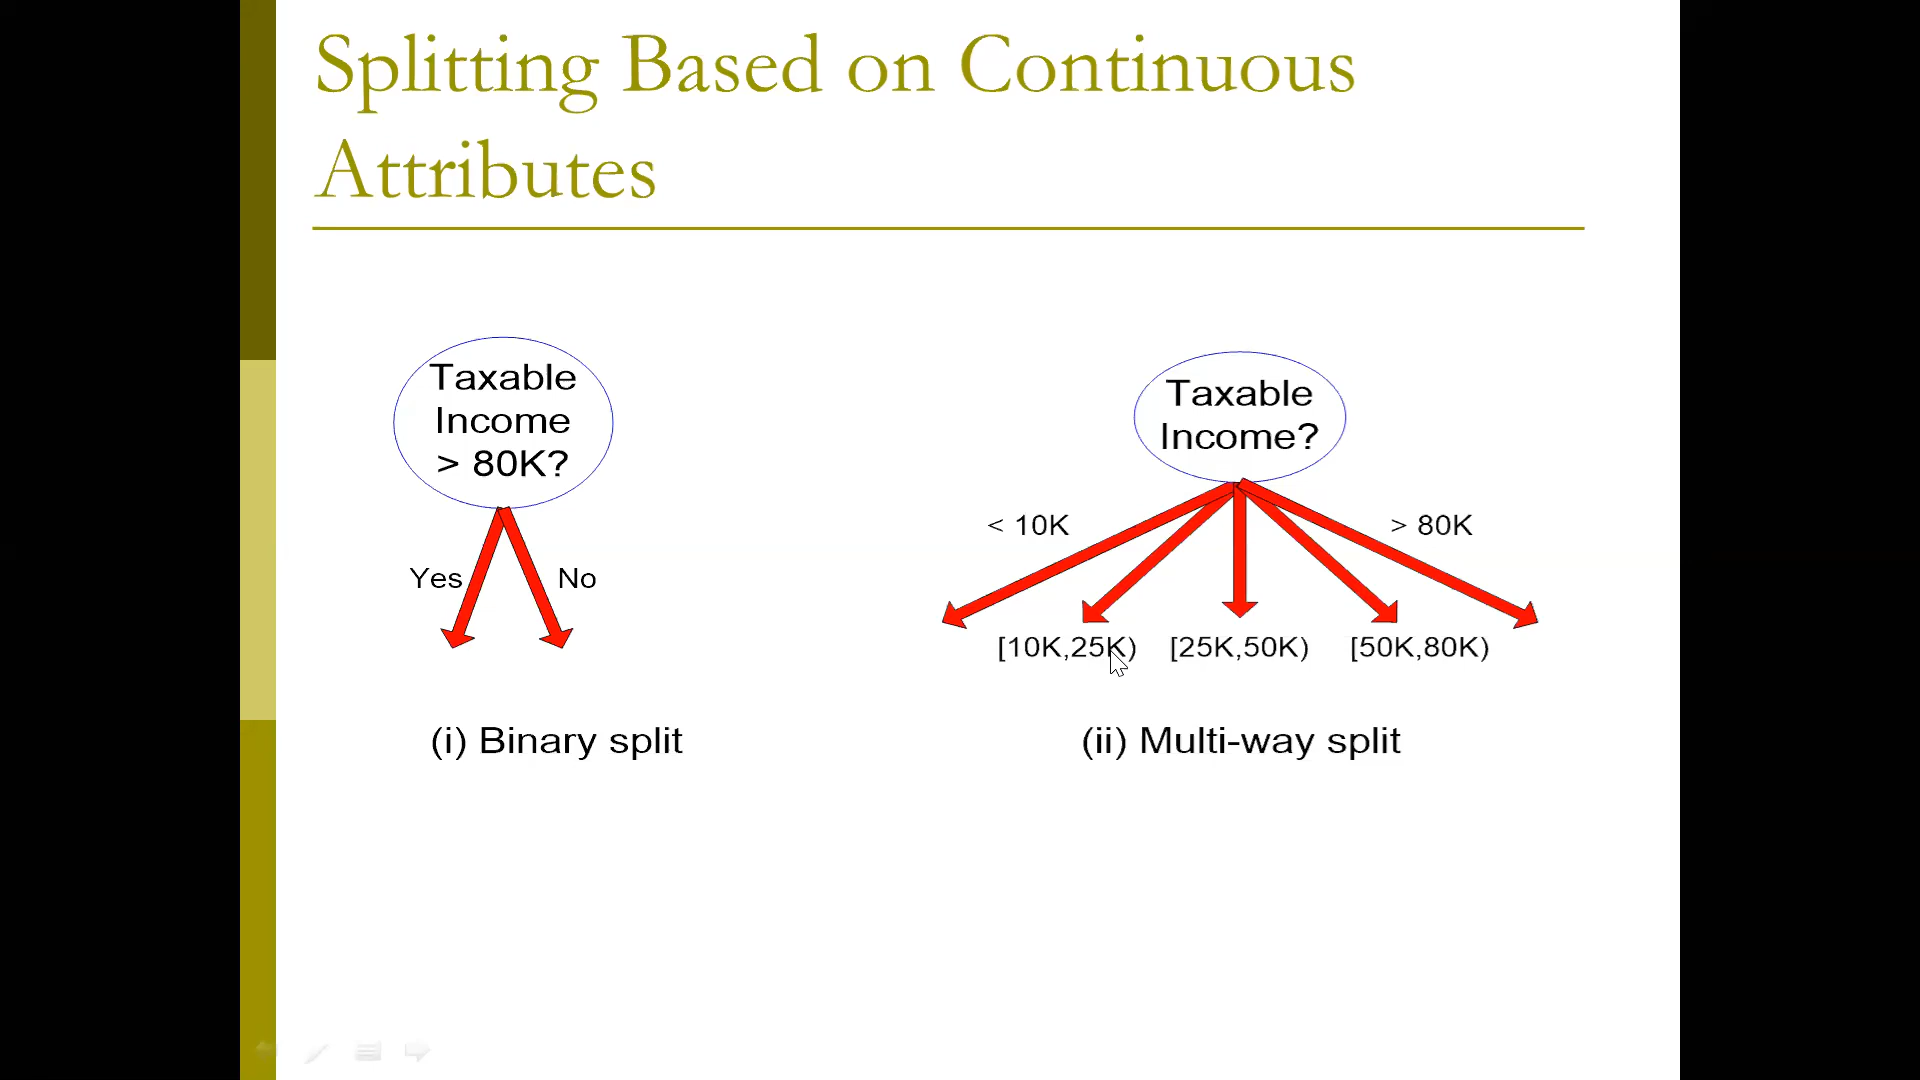 Splitting Based on Continuous
Attributes
Taxable
Income
> 80K?
Yes
No
(i) Binary split
Taxable
Income?
< 10K
> 80K
[10K,25K)
[25K,50K)
[50K,80K)
(ii) Multi-way split